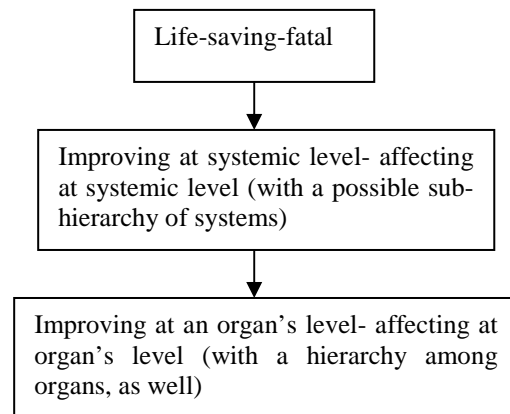 Life-saving-fatal
Improving at systemic level- affecting
at systemic level (with a possible sub-
hierarchy of systems)
Improving at an organ's level- affecting at
organ's level (with a hierarchy among
organs, as well)